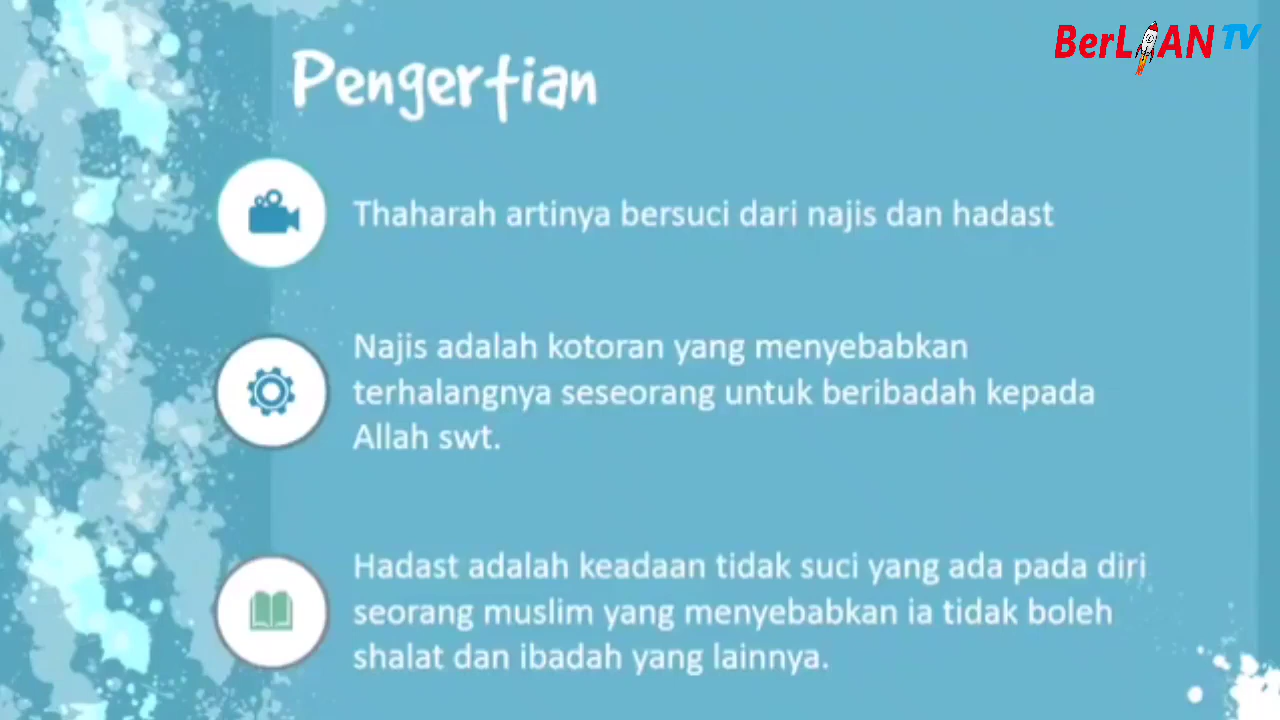 BerLIAN TV
Pengertian
Thaharah artinya bersuci dari najis dan hadast
Najis adalah kotoran yang menyebabkan
terhalangnya seseorang untuk beribadah kepada
Allah swt.
Hadast adalah keadaan tidak suci yang ada pada diri
seorang muslim yang menyebabkan ia tidak boleh
shalat dan ibadah yang lainnya.